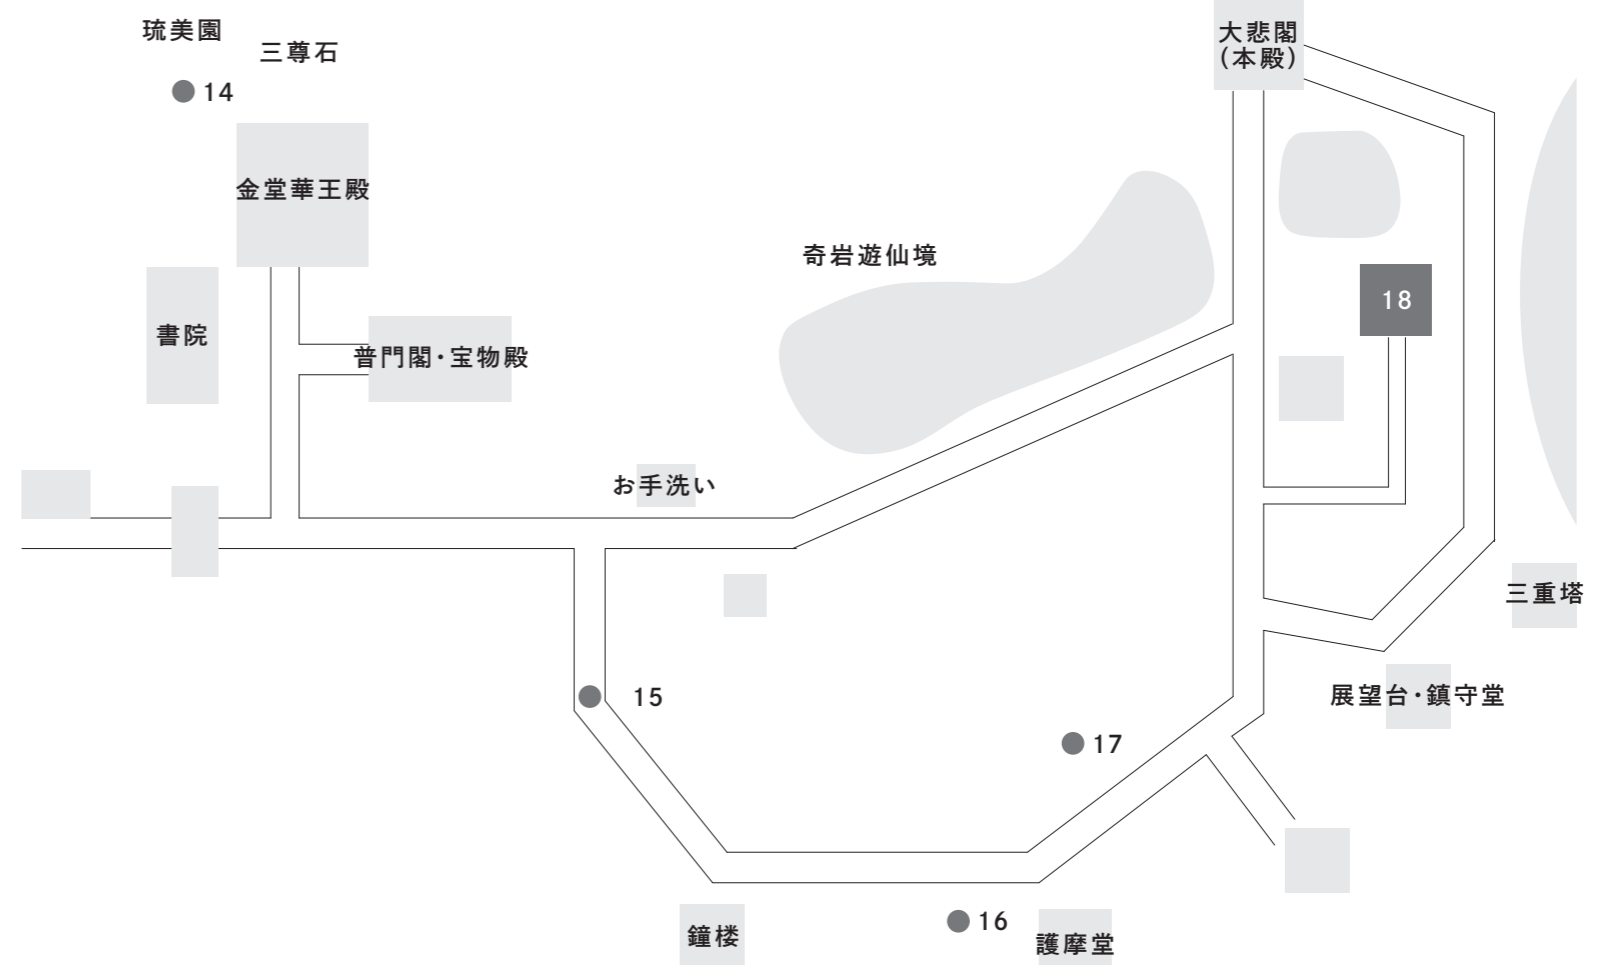 琉美園
三尊石
14
大悲閣
（本殿）
金堂華王殿
奇岩遊仙境
18
書院
普門閣・宝物殿
お手洗い
三重塔
15
展望台・鎮守堂
17
16
鐘楼
護摩堂